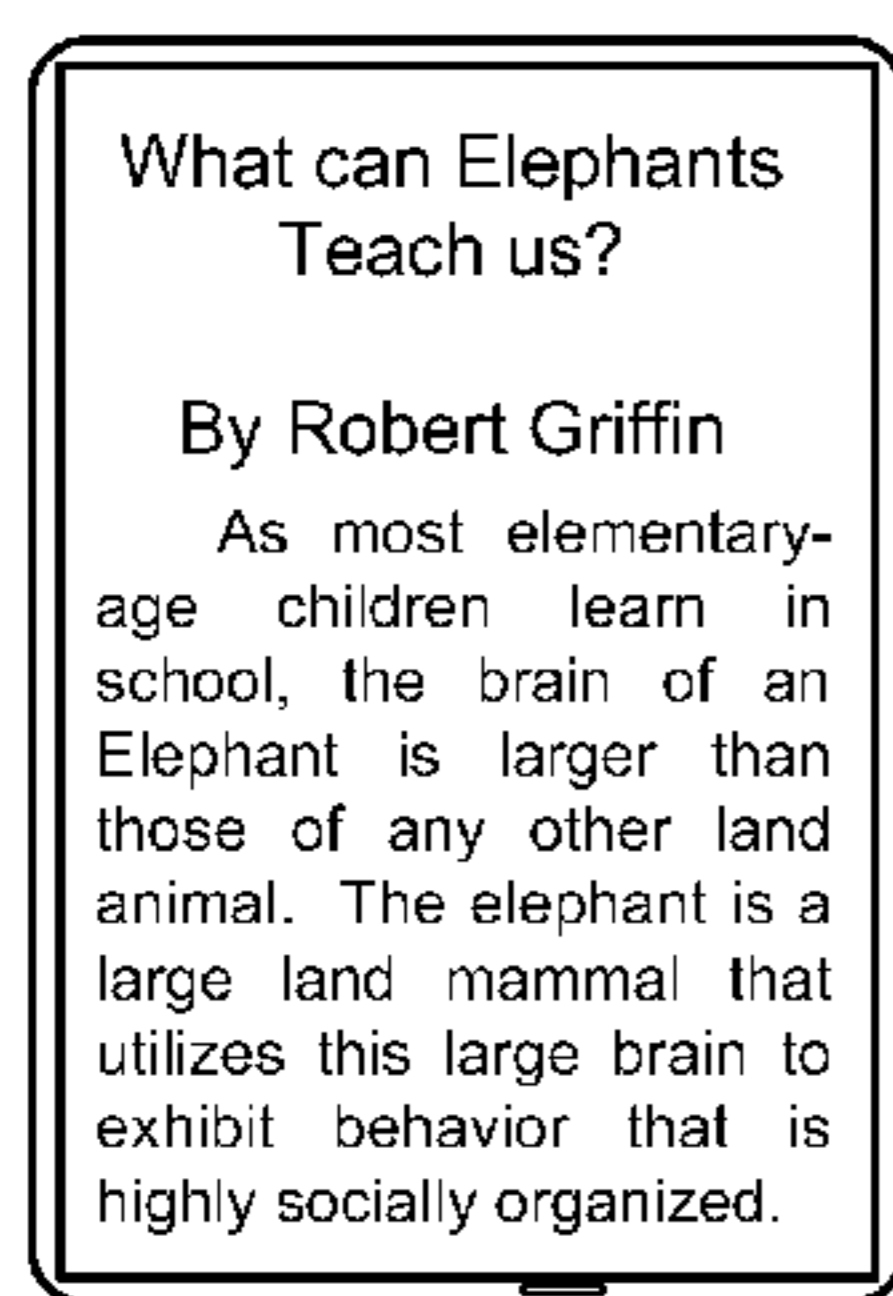 What can Elephants
Teach us?
By Robert Griffin
As most elementary-
age children learn in
school, the brain of an
Elephant is larger than
those of any other land
animal. The elephant is a
large land mammal that
utilizes this large brain to
exhibit behavior that is
highly socially organized.